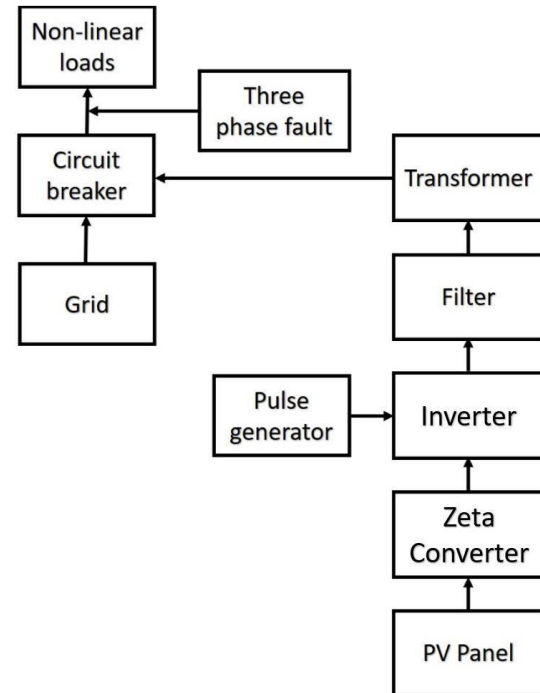 Non-linear
loads
Three
phase fault
Circuit
breaker
Transformer
Grid
Filter
Pulse
generator
Inverter
Zeta
Converter
PV Panel